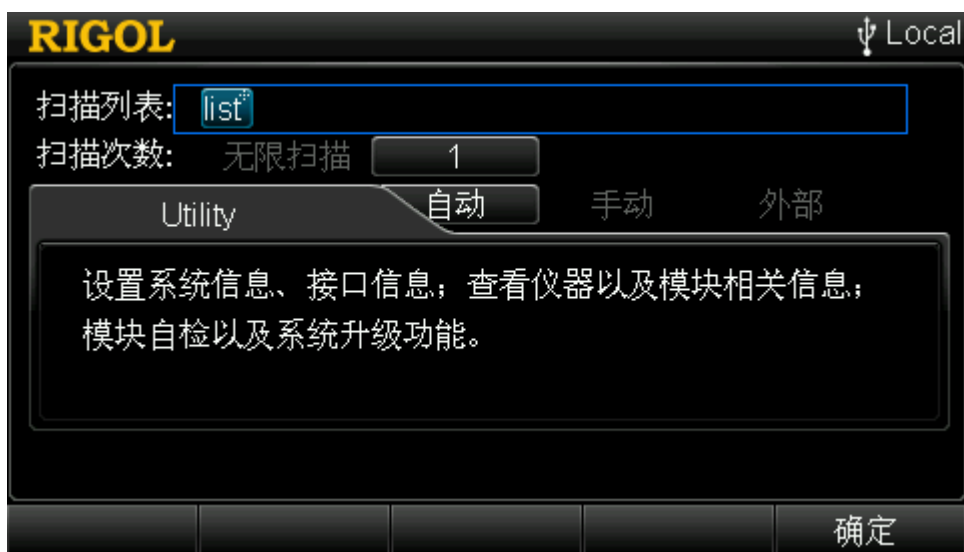 RIGOL Local
扫描列表: list
扫描次数: 无限扫描 1
Utility 自动 手动 外部
设置系统信息、接口信息；查看仪器以及模块相关信息；
模块自检以及系统升级功能。
确定